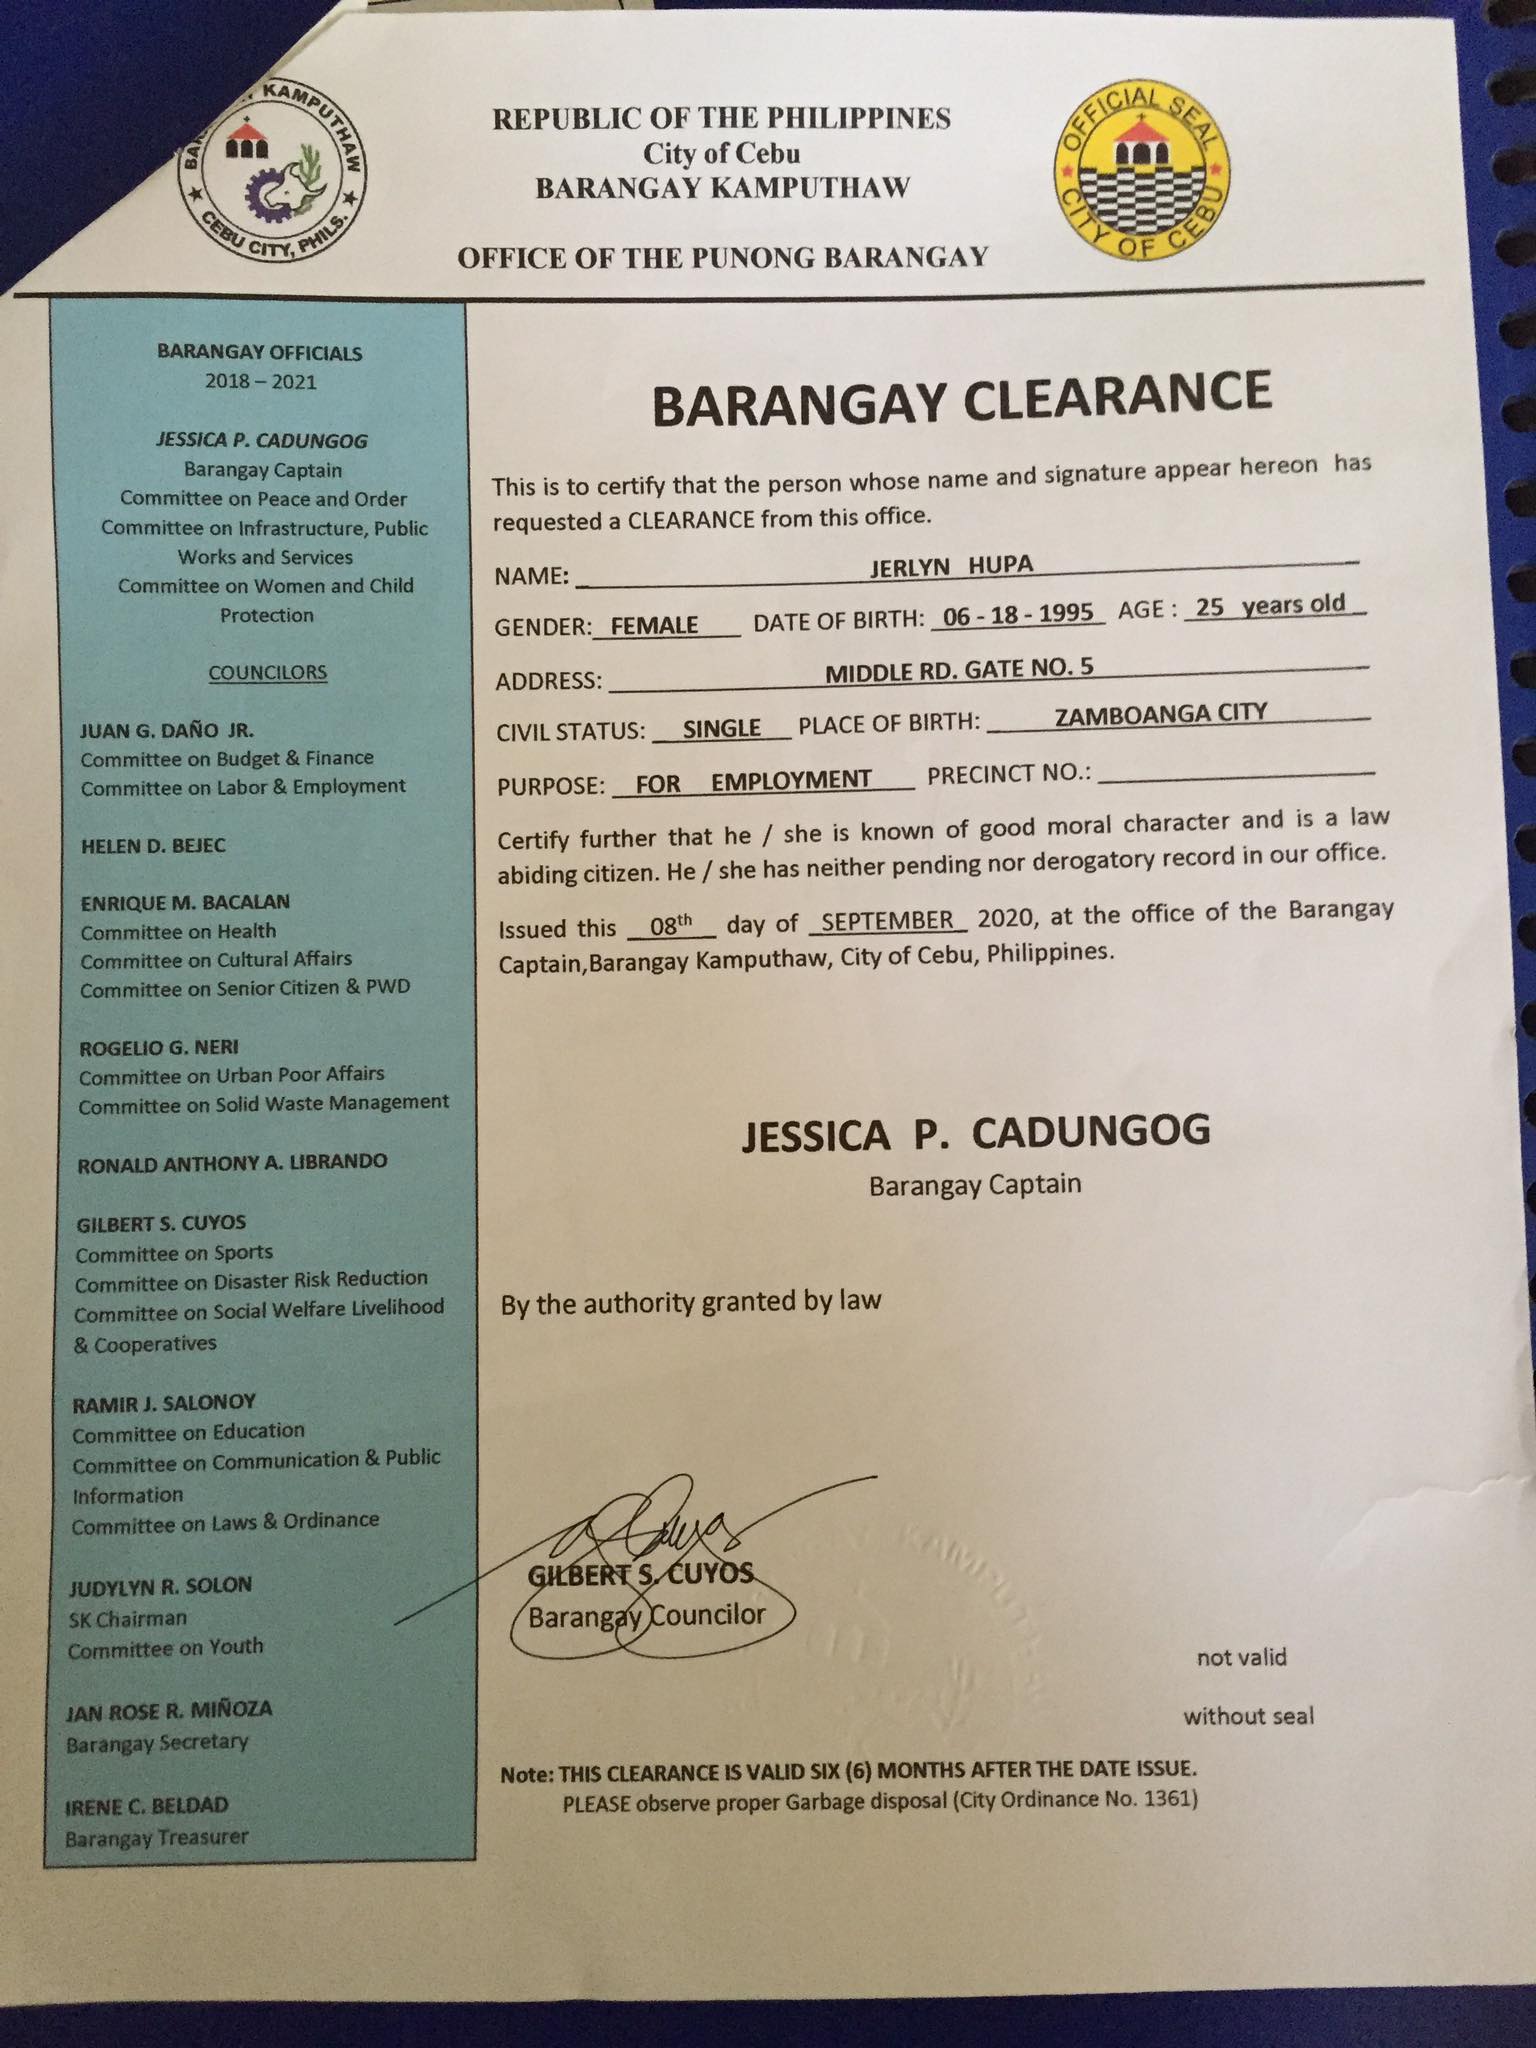 BARANGAY KAMPUTHAW
CEBU CITY, PHILS.
REPUBLIC OF THE PHILIPPINES
City of Cebu
BARANGAY KAMPUTHAW
OFFICE OF THE PUNONG BARANGAY
OFFICIAL SEAL
CITY OF CEBU
BARANGAY OFFICIALS
2018 – 2021
JESSICA P. CADUNGOG
Barangay Captain
Committee on Peace and Order
Committee on Infrastructure, Public
Works and Services
Committee on Women and Child
Protection
COUNCILORS
JUAN G. DAÑO JR.
Committee on Budget & Finance
Committee on Labor & Employment
HELEN D. BEJEC
ENRIQUE M. BACALAN
Committee on Health
Committee on Cultural Affairs
Committee on Senior Citizen & PWD
ROGELIO G. NERI
Committee on Urban Poor Affairs
Committee on Solid Waste Management
RONALD ANTHONY A. LIBRANDO
GILBERT S. CUYOS
Committee on Sports
Committee on Disaster Risk Reduction
Committee on Social Welfare Livelihood
& Cooperatives
RAMIR J. SALONOY
Committee on Education
Committee on Communication & Public
Information
Committee on Laws & Ordinance
JUDYLYN R. SOLON
SK Chairman
Committee on Youth
JAN ROSE R. MIÑOZA
Barangay Secretary
IRENE C. BELDAD
Barangay Treasurer
BARANGAY CLEARANCE
This is to certify that the person whose name and signature appear hereon has
requested a CLEARANCE from this office.
NAME: JERLYN HUPA
GENDER: FEMALE DATE OF BIRTH: 06 - 18 - 1995 AGE : 25 years old
ADDRESS: MIDDLE RD. GATE NO. 5
CIVIL STATUS: SINGLE PLACE OF BIRTH: ZAMBOANGA CITY
PURPOSE: FOR EMPLOYMENT PRECINCT NO.:
Certify further that he / she is known of good moral character and is a law
abiding citizen. He / she has neither pending nor derogatory record in our office.
Issued this 08th day of SEPTEMBER 2020, at the office of the Barangay
Captain,Barangay Kamputhaw, City of Cebu, Philippines.
JESSICA P. CADUNGOG
Barangay Captain
By the authority granted by law
GILBERT S. CUYOS
Barangay Councilor
KAMPUTHAW
not valid
without seal
Note: THIS CLEARANCE IS VALID SIX (6) MONTHS AFTER THE DATE ISSUE.
PLEASE observe proper Garbage disposal (City Ordinance No. 1361)